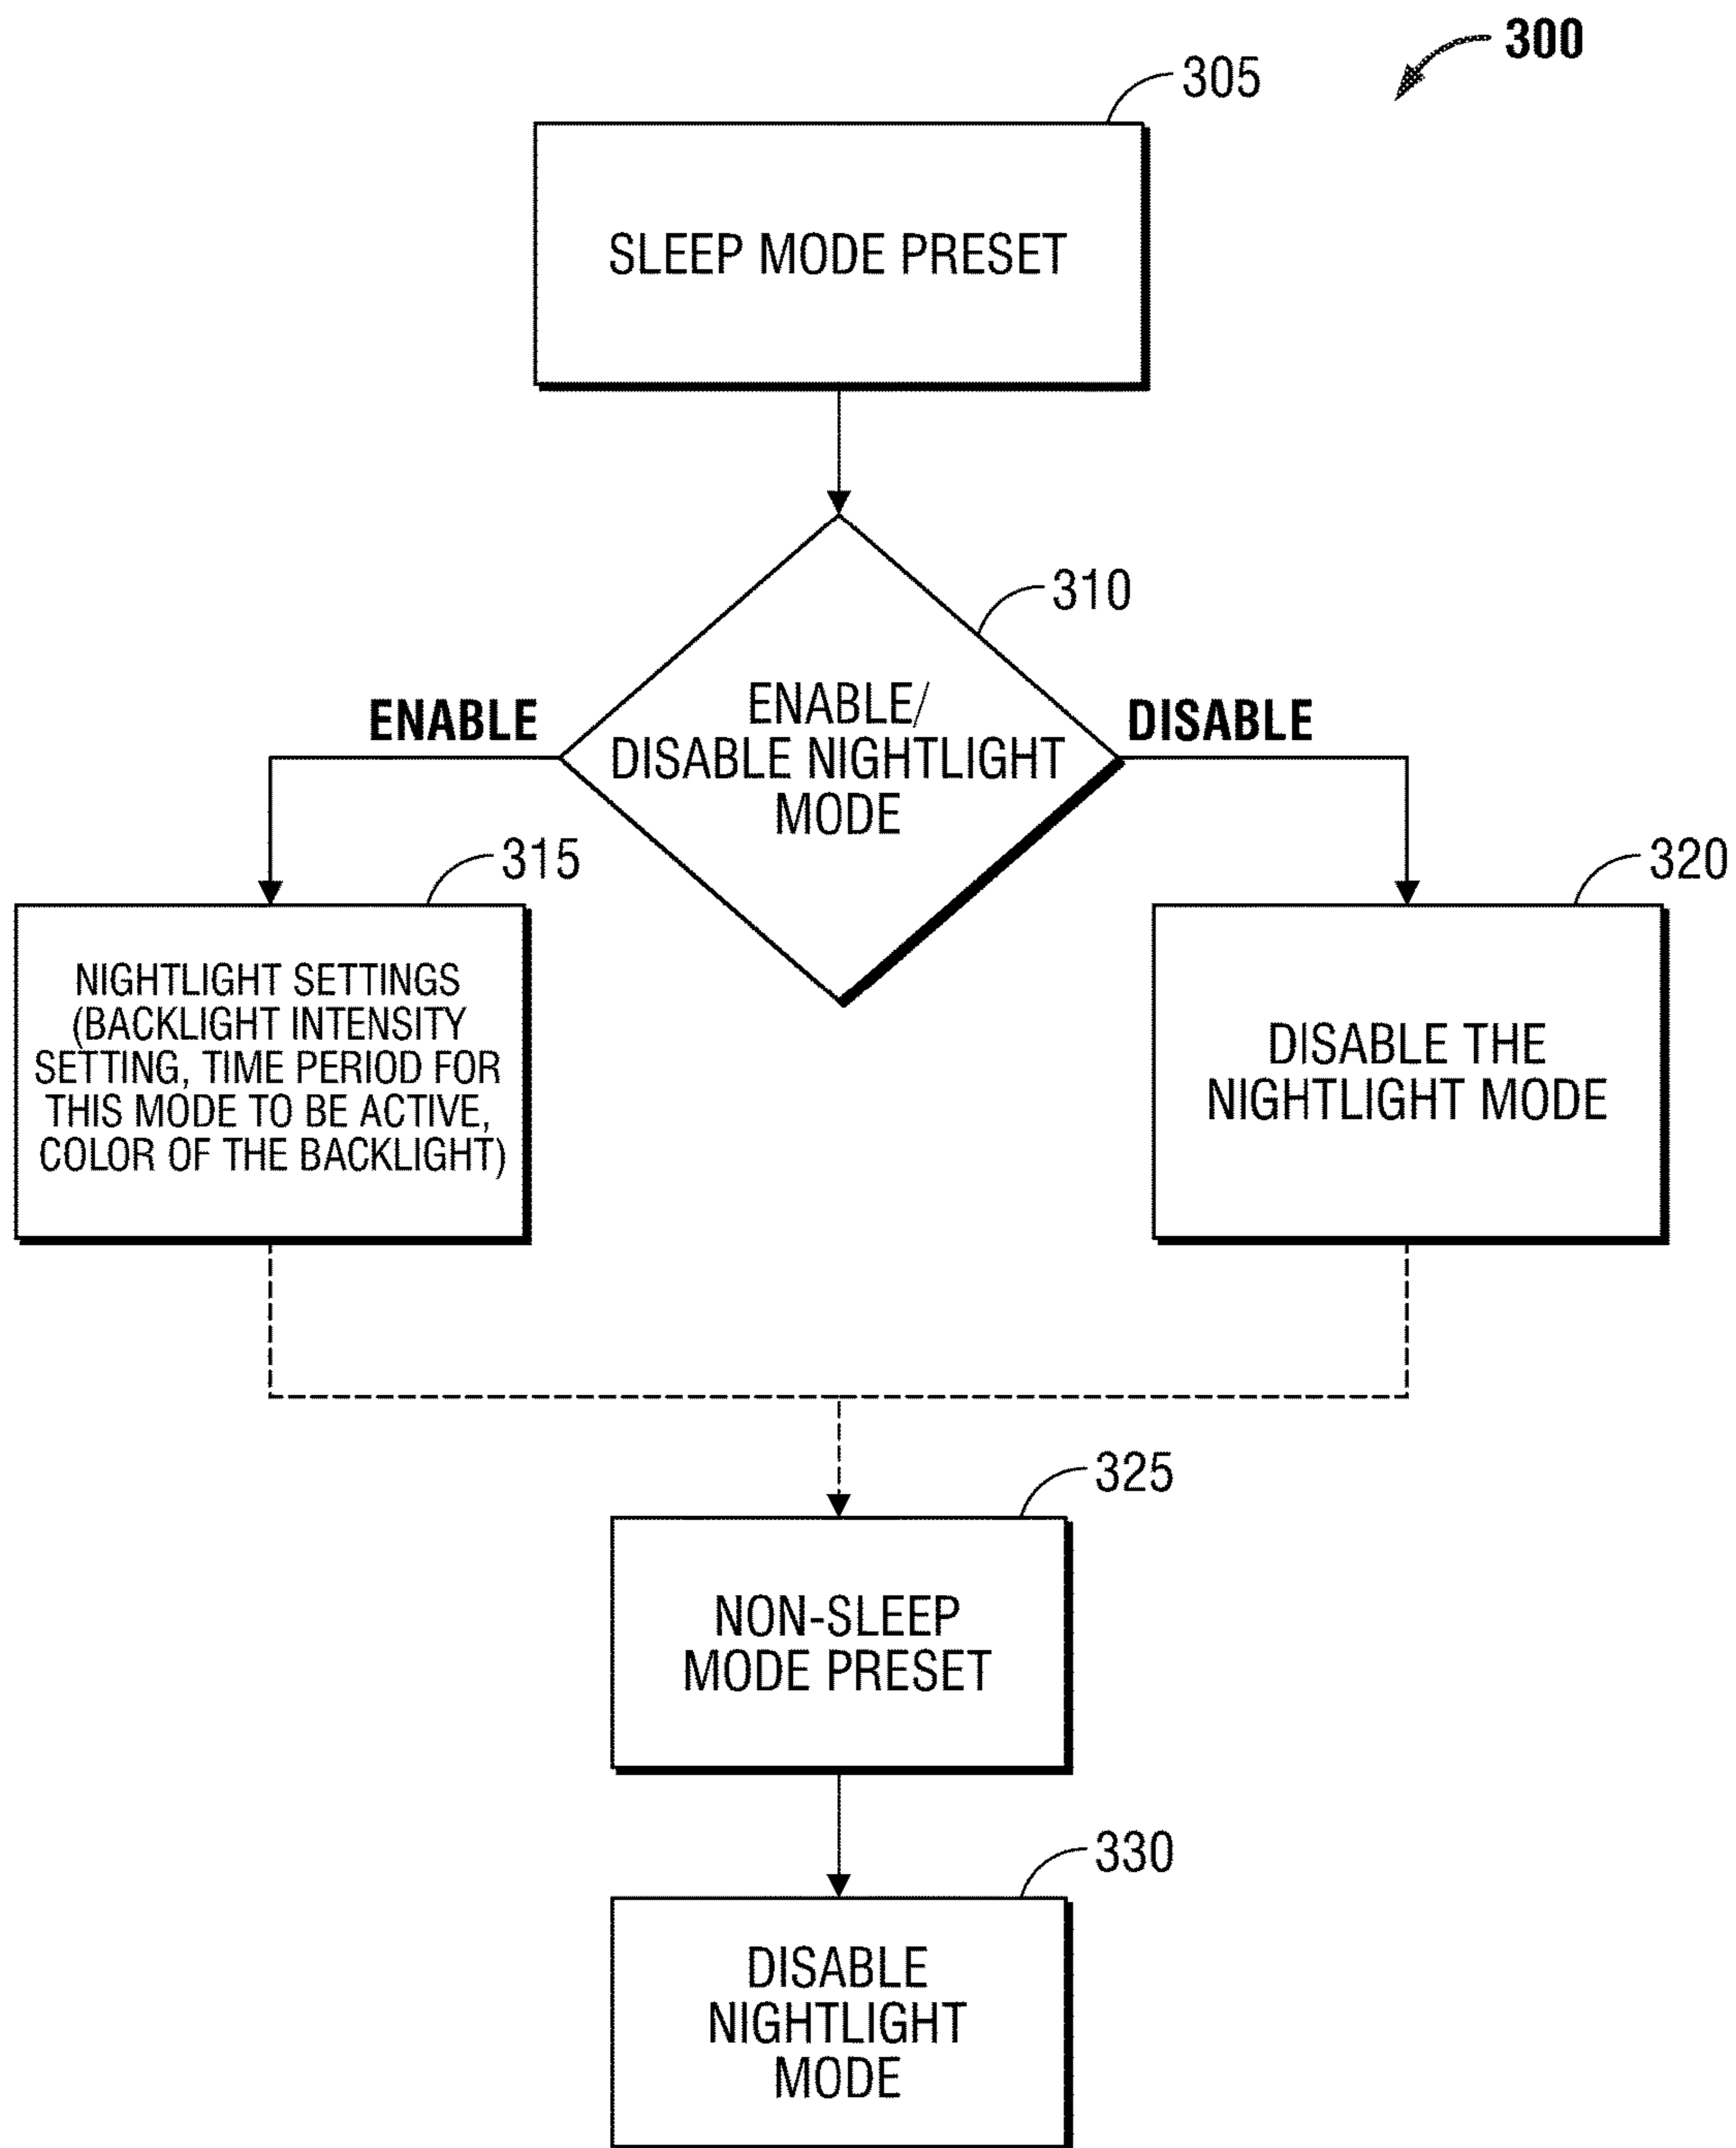 300
305
SLEEP MODE PRESET
310
ENABLE/
DISABLE NIGHTLIGHT
MODE
ENABLE
DISABLE
315
NIGHTLIGHT SETTINGS
(BACKLIGHT INTENSITY
SETTING, TIME PERIOD FOR
THIS MODE TO BE ACTIVE,
COLOR OF THE BACKLIGHT)
320
DISABLE THE
NIGHTLIGHT MODE
325
NON-SLEEP
MODE PRESET
330
DISABLE
NIGHTLIGHT
MODE